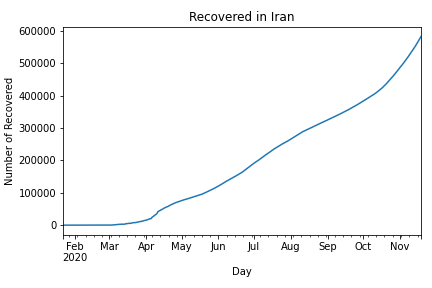 Recovered in Iran
600000
500000
400000
300000
200000
100000
0
Number of Recovered
Feb Mar Apr May Jun Jul Aug Sep Oct Nov
2020
Day